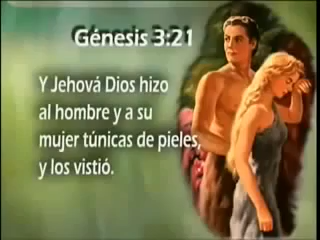 Génesis 3:21
Y Jehová Dios hizo
al hombre y a su
mujer túnicas de pieles,
y los vistió.